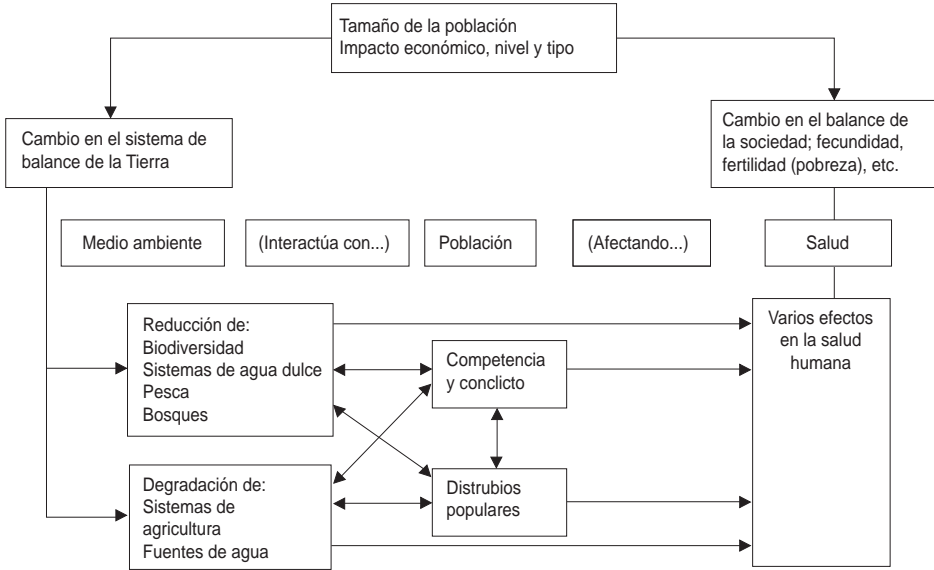 Tamaño de la población
Impacto económico, nivel y tipo
Cambio en el sistema de
balance de la Tierra
Cambio en el balance de
la sociedad; fecundidad,
fertilidad (pobreza), etc.
Medio ambiente
(Interactúa con...)
Población
(Afectando...)
Salud
Reducción de:
Biodiversidad
Sistemas de agua dulce
Pesca
Bosques
Competencia
y conclicto
Varios efectos
en la salud
humana
Degradación de:
Sistemas de
agricultura
Fuentes de agua
Distrubios
populares